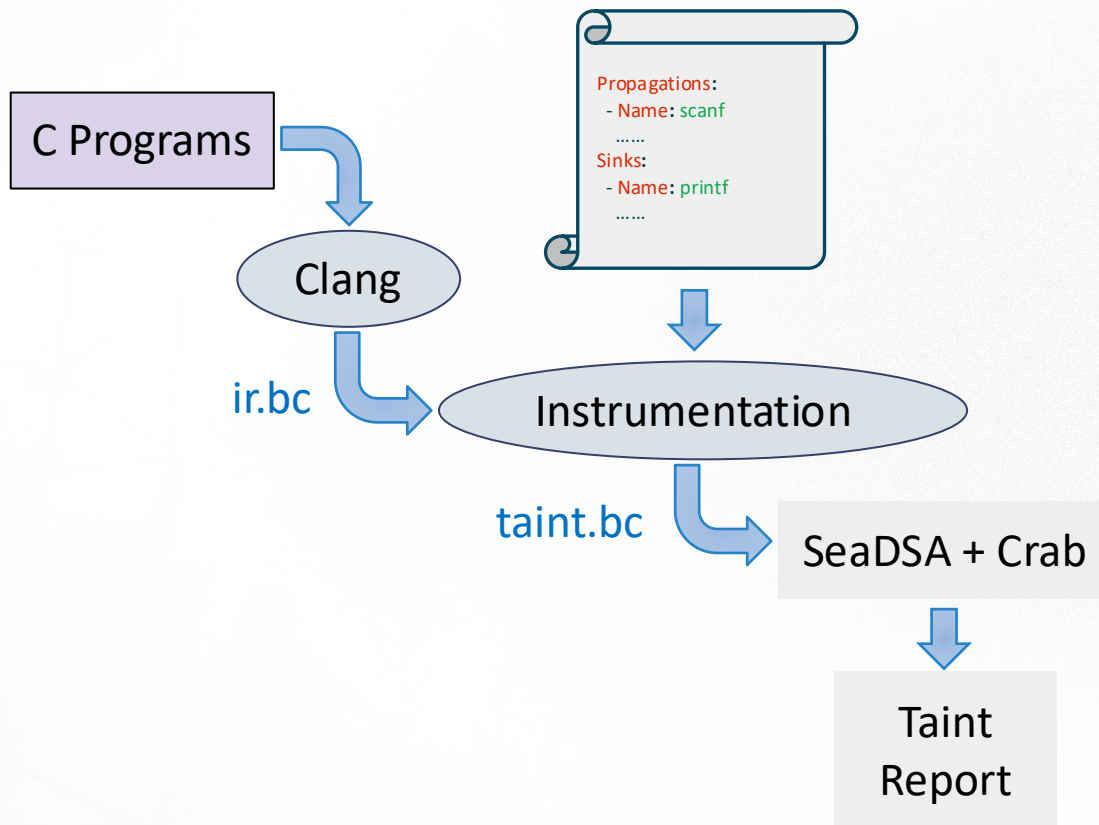 C Programs
Propagations:
- Name: scanf
......
Sinks:
- Name: printf
......
Clang
ir.bc
Instrumentation
taint.bc
SeaDSA + Crab
Taint
Report